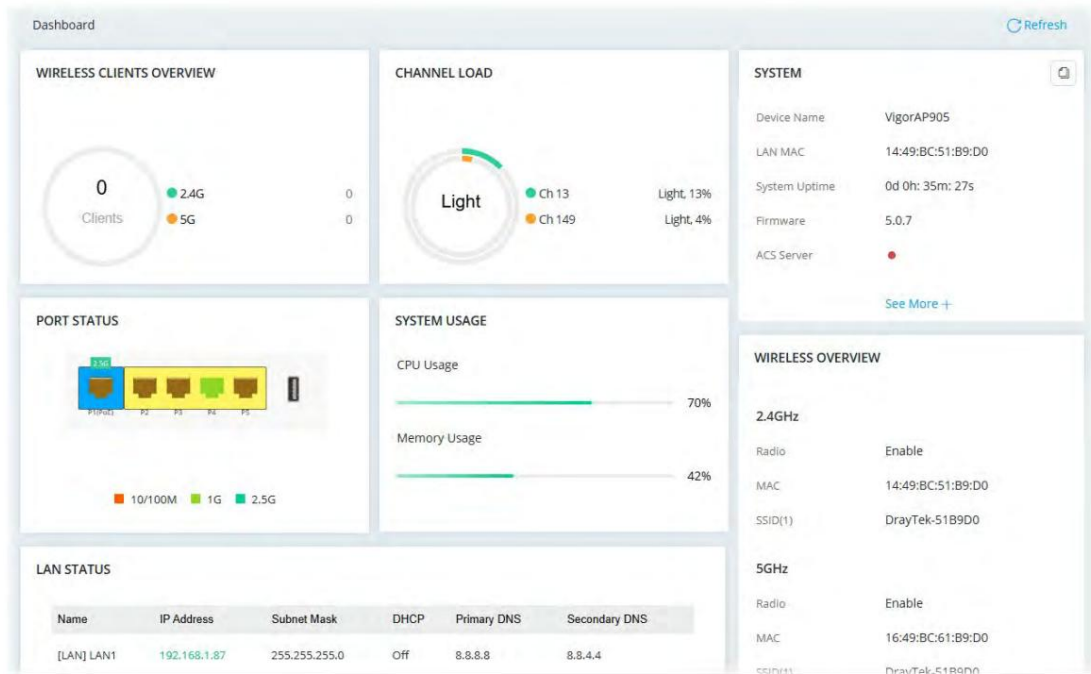 Dashboard
Refresh
WIRELESS CLIENTS OVERVIEW
0
Clients
2.4G 0
5G 0
CHANNEL LOAD
Light
Ch 13 Light, 13%
Ch 149 Light, 4%
SYSTEM
Device Name VigorAP905
LAN MAC 14:49:BC:51:B9:D0
System Uptime 0d 0h: 35m: 27s
Firmware 5.0.7
ACS Server
See More +
PORT STATUS
2.5G
P1(PoE) P2 P3 P4 P5
10/100M 1G 2.5G
SYSTEM USAGE
CPU Usage
70%
Memory Usage
42%
WIRELESS OVERVIEW
2.4GHz
Radio Enable
MAC 14:49:BC:51:B9:D0
SSID(1) DrayTek-51B9D0
5GHz
Radio Enable
MAC 16:49:BC:61:B9:D0
SSID(1) DrayTek-51B9D0
LAN STATUS
Name IP Address Subnet Mask DHCP Primary DNS Secondary DNS
[LAN] LAN1 192.168.1.87 255.255.255.0 Off 8.8.8.8 8.8.4.4